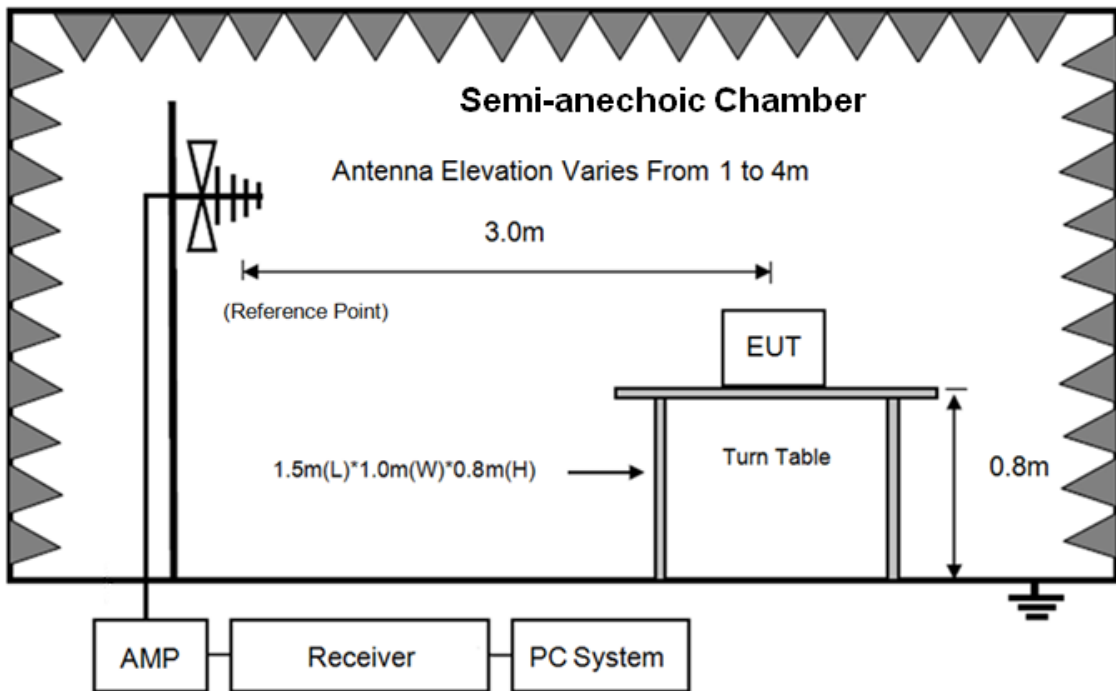 Semi-anechoic Chamber
Antenna Elevation Varies From 1 to 4m
3.0m
(Reference Point)
EUT
1.5m(L)*1.0m(W)*0.8m(H)
Turn Table
0.8m
AMP
Receiver
PC System